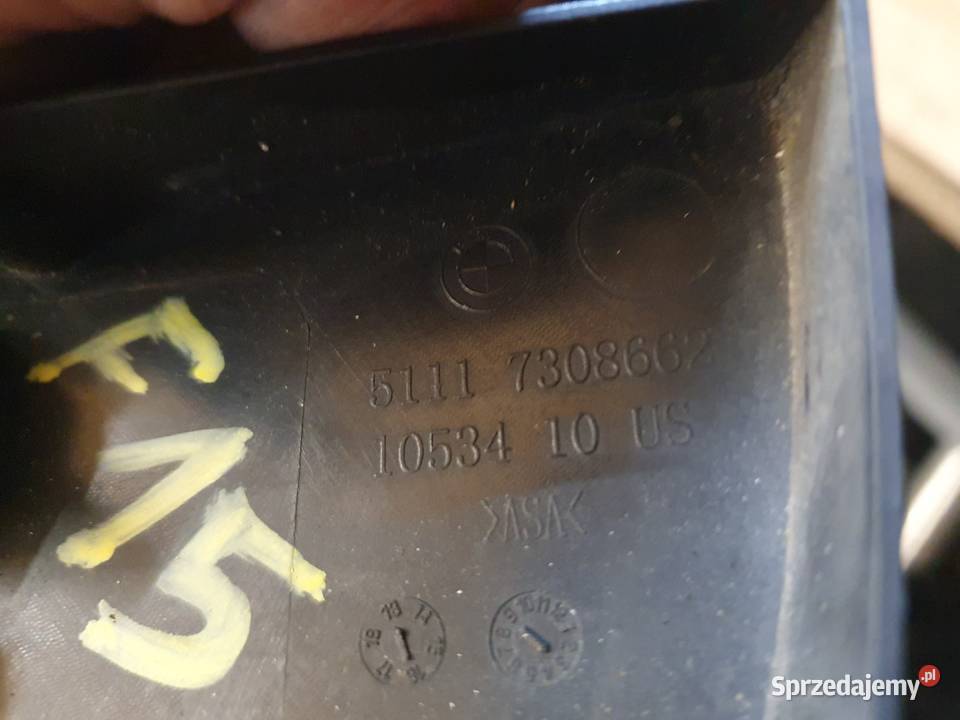 5111 7308662
10534 10 US
>ASA<
F15
Sprzedajemy.pl